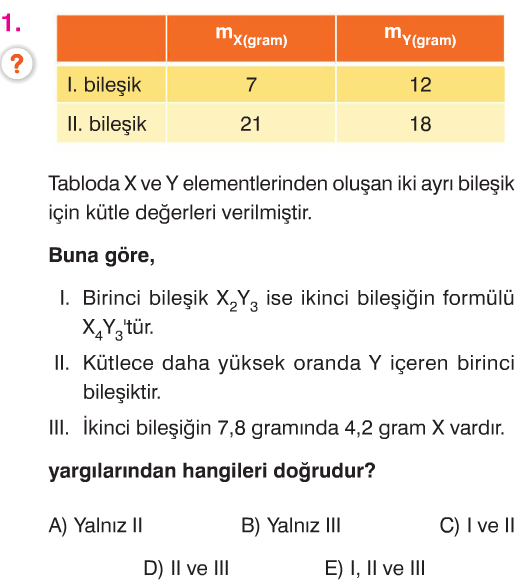 1.
?
mX(gram) mY(gram)
I. bileşik 7 12
II. bileşik 21 18
Tabloda X ve Y elementlerinden oluşan iki ayrı bileşik
için kütle değerleri verilmiştir.
Buna göre,
I. Birinci bileşik X₂Y₃ ise ikinci bileşiğin formülü
X₄Y₃'tür.
II. Kütlece daha yüksek oranda Y içeren birinci
bileşiktir.
III. İkinci bileşiğin 7,8 gramında 4,2 gram X vardır.
yargılarından hangileri doğrudur?
A) Yalnız II B) Yalnız III C) I ve II
D) II ve III E) I, II ve III